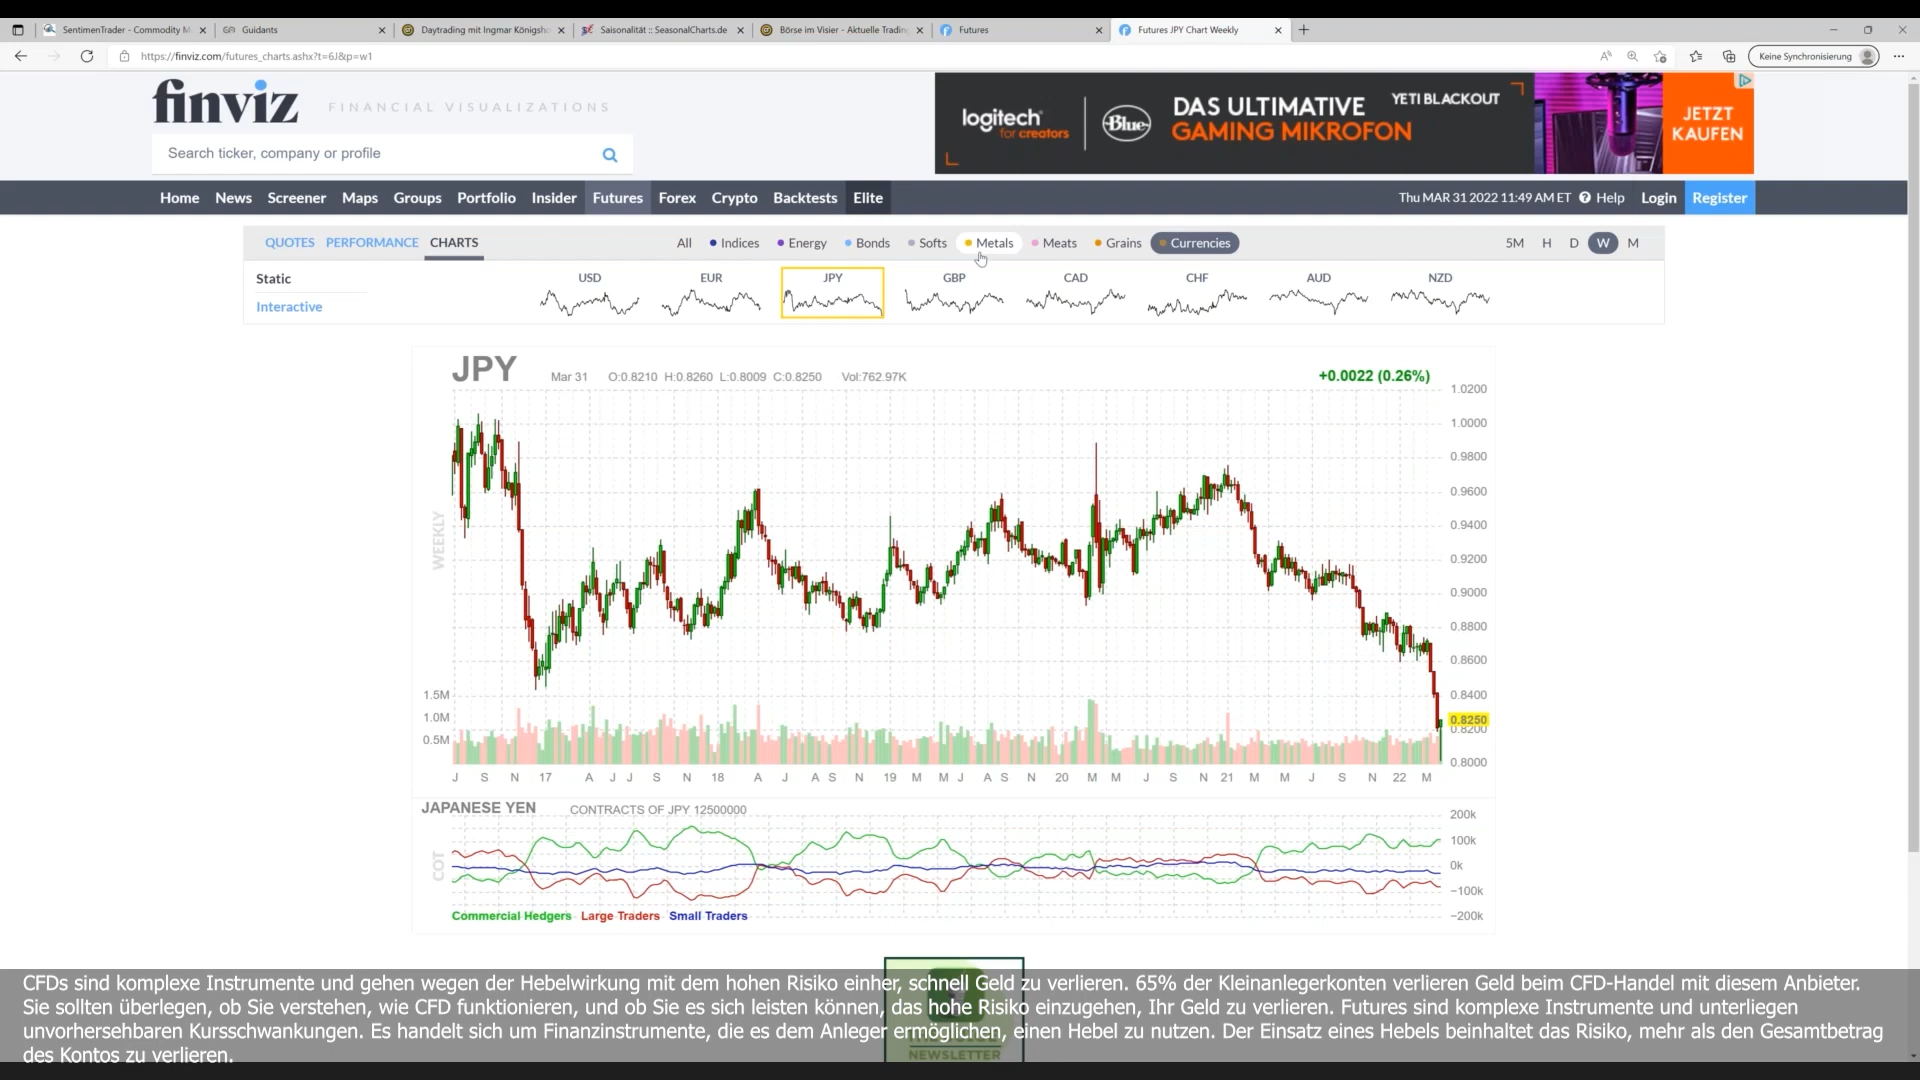 SentimenTrader - Commodity M
Guidants
Daytrading mit Ingmar Königsho
Saisonalität :: SeasonalCharts.de
Börse im Visier - Aktuelle Trading
Futures
Futures JPY Chart Weekly
https://finviz.com/futures_charts.ashx?t=6J&p=w1
Keine Synchronisierung
finviz FINANCIAL VISUALIZATIONS
Search ticker, company or profile
logitech for creators
Blue
DAS ULTIMATIVE
GAMING MIKROFON
YETI BLACKOUT
JETZT
KAUFEN
Home News Screener Maps Groups Portfolio Insider Futures Forex Crypto Backtests Elite
Thu MAR 31 2022 11:49 AM ET Help Login Register
QUOTES PERFORMANCE CHARTS
All Indices Energy Bonds Softs Metals Meats Grains Currencies
5M H D W M
Static
Interactive
USD EUR JPY GBP CAD CHF AUD NZD
JPY Mar 31 O:0.8210 H:0.8260 L:0.8009 C:0.8250 Vol:762.97K
+0.0022 (0.26%)
WEEKLY
1.0200
1.0000
0.9800
0.9600
0.9400
0.9200
0.9000
0.8800
0.8600
0.8400
0.8250
0.8200
0.8000
1.5M
1.0M
0.5M
J S N 17 A J J S N 18 A J A S N 19 M M J A S N 20 M M J S N 21 M M J S N 22 M
JAPANESE YEN CONTRACTS OF JPY 12500000
COT
200k
100k
0k
−100k
−200k
Commercial Hedgers Large Traders Small Traders
CFDs sind komplexe Instrumente und gehen wegen der Hebelwirkung mit dem hohen Risiko einher, schnell Geld zu verlieren. 65% der Kleinanlegerkonten verlieren Geld beim CFD-Handel mit diesem Anbieter.
Sie sollten überlegen, ob Sie verstehen, wie CFD funktionieren, und ob Sie es sich leisten können, das hohe Risiko einzugehen, Ihr Geld zu verlieren. Futures sind komplexe Instrumente und unterliegen
unvorhersehbaren Kursschwankungen. Es handelt sich um Finanzinstrumente, die es dem Anleger ermöglichen, einen Hebel zu nutzen. Der Einsatz eines Hebels beinhaltet das Risiko, mehr als den Gesamtbetrag
des Kontos zu verlieren.
NEWSLETTER